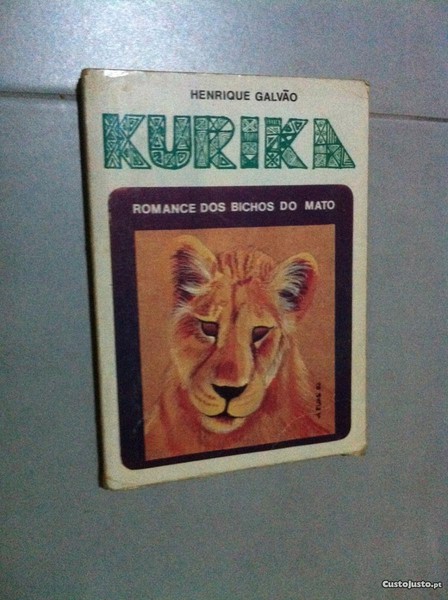 HENRIQUE GALVÃO
KURIKA
ROMANCE DOS BICHOS DO MATO
CustoJusto.pt